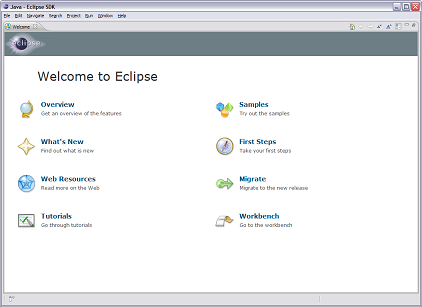 Java - Eclipse SDK
File Edit Navigate Search Project Run Window Help
Welcome
eclipse
Welcome to Eclipse
Overview
Get an overview of the features
Samples
Try out the samples
What's New
Find out what is new
First Steps
Take your first steps
Web Resources
Read more on the Web
Migrate
Migrate to the new release
Tutorials
Go through tutorials
Workbench
Go to the workbench